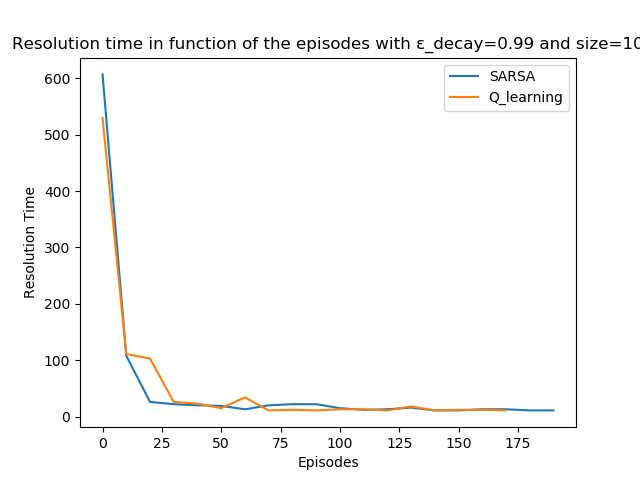 Resolution time in function of the episodes with ε_decay=0.99 and size=10
SARSA
Q_learning
600
500
400
300
200
100
0
Resolution Time
0 25 50 75 100 125 150 175
Episodes